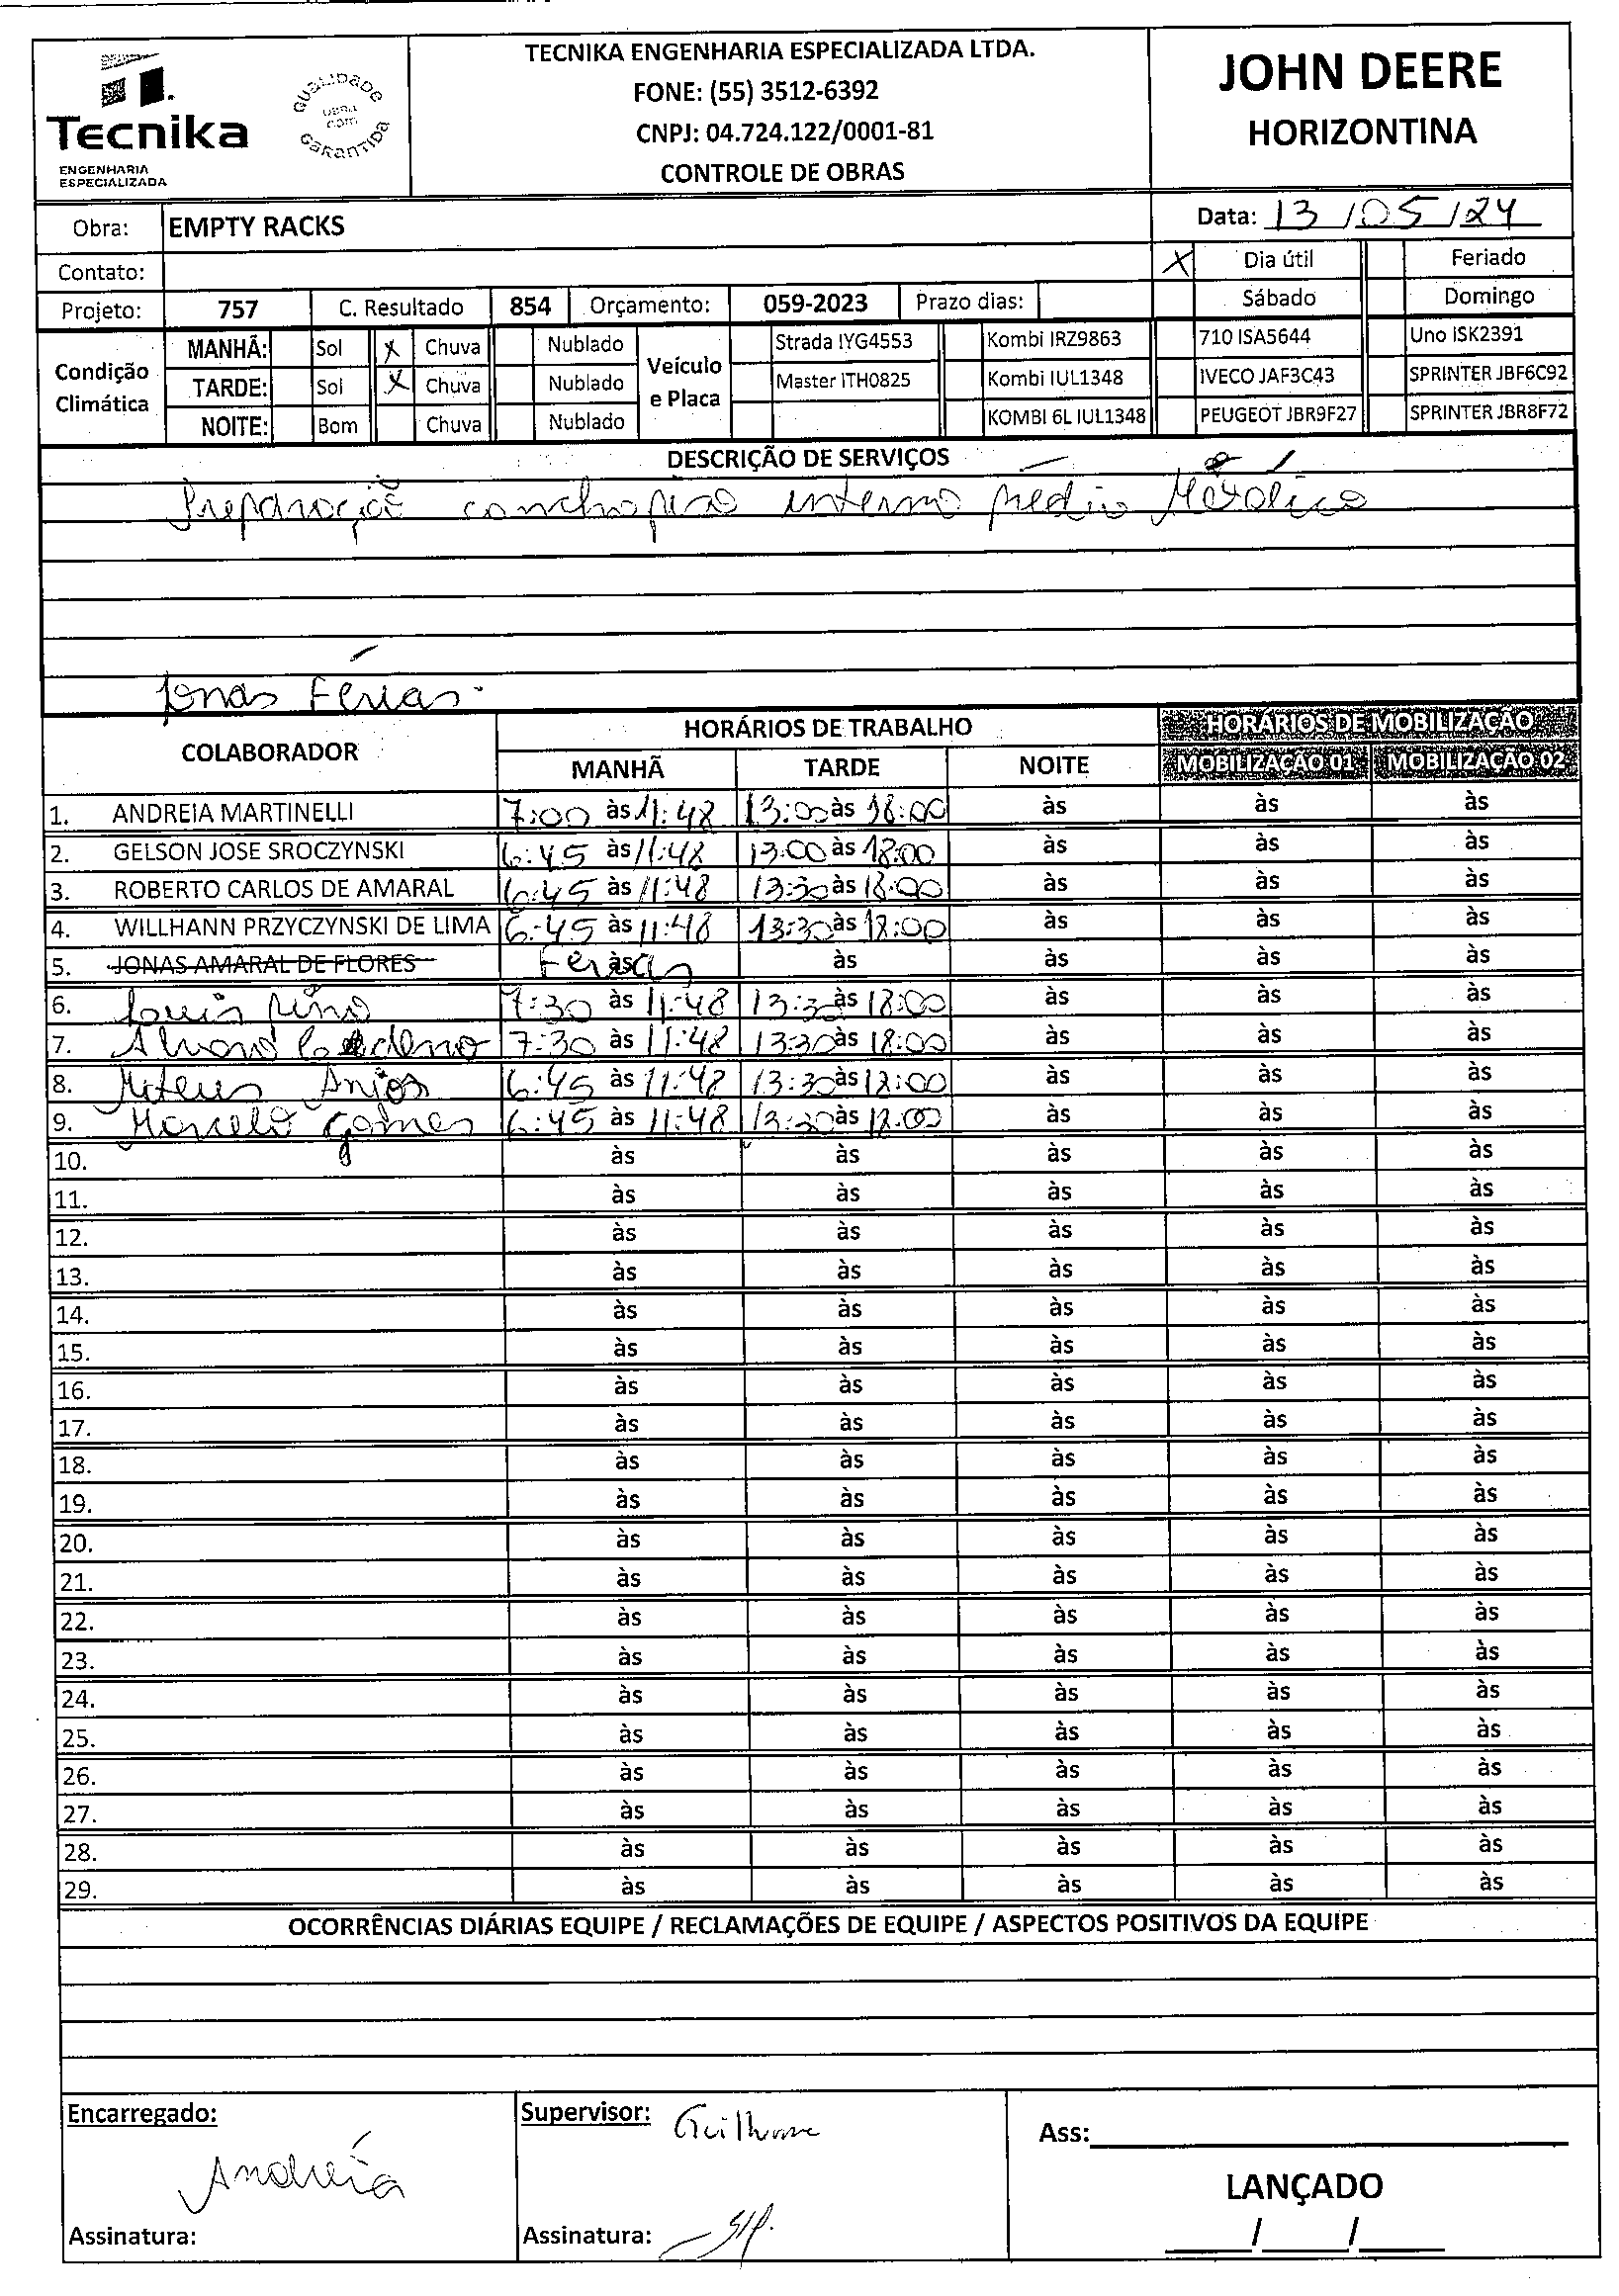 TECNIKA ENGENHARIA ESPECIALIZADA LTDA.
FONE: (55) 3512-6392
CNPJ: 04.724.122/0001-81
CONTROLE DE OBRAS
Tecnika
ENGENHARIA
ESPECIALIZADA
QUALIDADE
OBRA
COM
GARANTIDA
JOHN DEERE
HORIZONTINA
Obra: EMPTY RACKS
Data: 13/05/24
Contato:
X Dia útil Feriado
Projeto: 757 C. Resultado 854 Orçamento: 059-2023 Prazo dias:
Sábado Domingo
Condição Climática
MANHÃ: Sol X Chuva Nublado
TARDE: Sol X Chuva Nublado
NOITE: Bom Chuva Nublado
Veículo e Placa
Strada IYG4553 Kombi IRZ9863 710 ISA5644 Uno ISK2391
Master ITH0825 Kombi IUL1348 IVECO JAF3C43 SPRINTER JBF6C92
KOMBI 6L IUL1348 PEUGEOT JBR9F27 SPRINTER JBR8F72
DESCRIÇÃO DE SERVIÇOS
Preparação interno prédio Metálico
Jonas Férias.
COLABORADOR HORÁRIOS DE TRABALHO HORÁRIOS DE MOBILIZAÇÃO
MANHÃ TARDE NOITE MOBILIZAÇÃO 01 MOBILIZAÇÃO 02
1. ANDREIA MARTINELLI 7:00 às 11:48 13:00 às 18:00 às às às
2. GELSON JOSE SROCZYNSKI 6:45 às 11:48 13:00 às 18:00 às às às
3. ROBERTO CARLOS DE AMARAL 6:45 às 11:48 13:30 às 18:00 às às às
4. WILLHANN PRZYCZYNSKI DE LIMA 6:45 às 11:48 13:30 às 18:00 às às às
5. JONAS AMARAL DE FLORES Ferias às às às às às
6. Luis 7:30 às 11:48 13:30 às 18:00 às às às
7. Alvaro 7:30 às 11:48 13:30 às 18:00 às às às
8. Mateus Anjos 6:45 às 11:48 13:30 às 18:00 às às às
9. Marcelo Gomes 6:45 às 11:48 13:30 às 18:00 às às às
10. às às às às às
11. às às às às às
12. às às às às às
13. às às às às às
14. às às às às às
15. às às às às às
16. às às às às às
17. às às às às às
18. às às às às às
19. às às às às às
20. às às às às às
21. às às às às às
22. às às às às às
23. às às às às às
24. às às às às às
25. às às às às às
26. às às às às às
27. às às às às às
28. às às às às às
29. às às às às às
OCORRÊNCIAS DIÁRIAS EQUIPE / RECLAMAÇÕES DE EQUIPE / ASPECTOS POSITIVOS DA EQUIPE
Encarregado:
Andréia
Assinatura:
Supervisor: Guilherme
Assinatura:
Ass:
LANÇADO
/ /